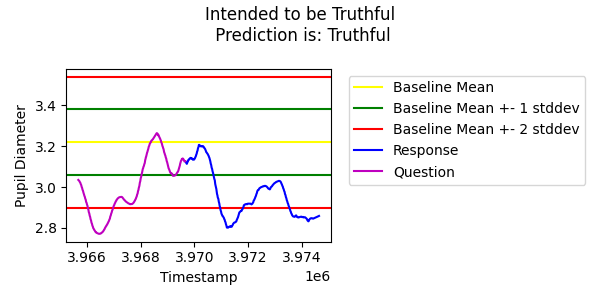 Intended to be Truthful
Prediction is: Truthful
Pupil Diameter
3.4
3.2
3.0
2.8
3.966
3.968
3.970
3.972
3.974
1e6
Timestamp
Baseline Mean
Baseline Mean +- 1 stddev
Baseline Mean +- 2 stddev
Response
Question